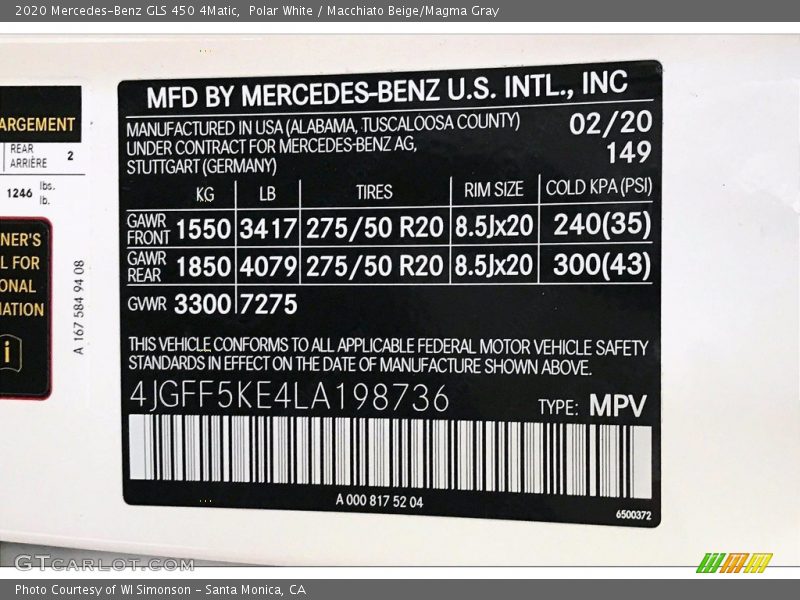 2020 Mercedes-Benz GLS 450 4Matic,  Polar White / Macchiato Beige/Magma Gray
ARGEMENT
REAR
ARRIÈRE 2
1246 lbs.
lb.
NER'S
L FOR
ONAL
MATION
i
A 167 584 94 08
MFD BY MERCEDES-BENZ U.S. INTL., INC
MANUFACTURED IN USA (ALABAMA, TUSCALOOSA COUNTY)
UNDER CONTRACT FOR MERCEDES-BENZ AG,
STUTTGART (GERMANY)
02/20
149
KG LB TIRES RIM SIZE COLD KPA (PSI)
GAWR FRONT 1550 3417 275/50 R20 8.5Jx20 240(35)
GAWR REAR 1850 4079 275/50 R20 8.5Jx20 300(43)
GVWR 3300 7275
THIS VEHICLE CONFORMS TO ALL APPLICABLE FEDERAL MOTOR VEHICLE SAFETY
STANDARDS IN EFFECT ON THE DATE OF MANUFACTURE SHOWN ABOVE.
4JGFF5KE4LA198736
TYPE: MPV
A 000 817 52 04
6500372
GTcarlot.com
Photo Courtesy of WI Simonson - Santa Monica, CA